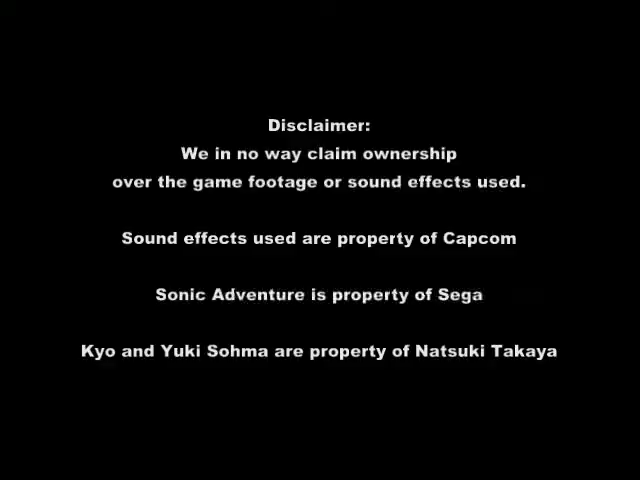 Disclaimer:
We in no way claim ownership
over the game footage or sound effects used.
Sound effects used are property of Capcom
Sonic Adventure is property of Sega
Kyo and Yuki Sohma are property of Natsuki Takaya